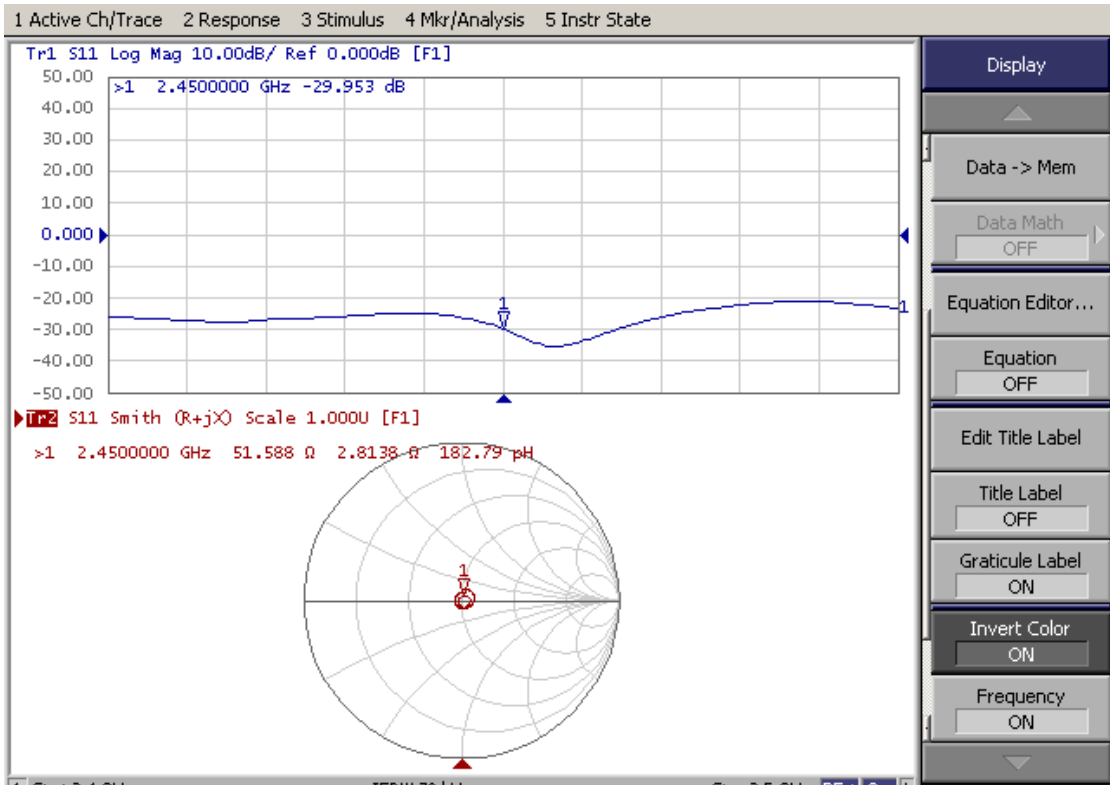 1 Active Ch/Trace 2 Response 3 Stimulus 4 Mkr/Analysis 5 Instr State
Tr1 S11 Log Mag 10.00dB/ Ref 0.000dB [F1]
50.00
>1 2.4500000 GHz -29.953 dB
40.00
30.00
20.00
10.00
0.000
-10.00
-20.00
1
1
-30.00
-40.00
-50.00
Tr2 S11 Smith (R+jX) Scale 1.000U [F1]
>1 2.4500000 GHz 51.588 Ω 2.8138 Ω 182.79 pH
1
Display
Data -> Mem
Data Math
OFF
Equation Editor...
Equation
OFF
Edit Title Label
Title Label
OFF
Graticule Label
ON
Invert Color
ON
Frequency
ON